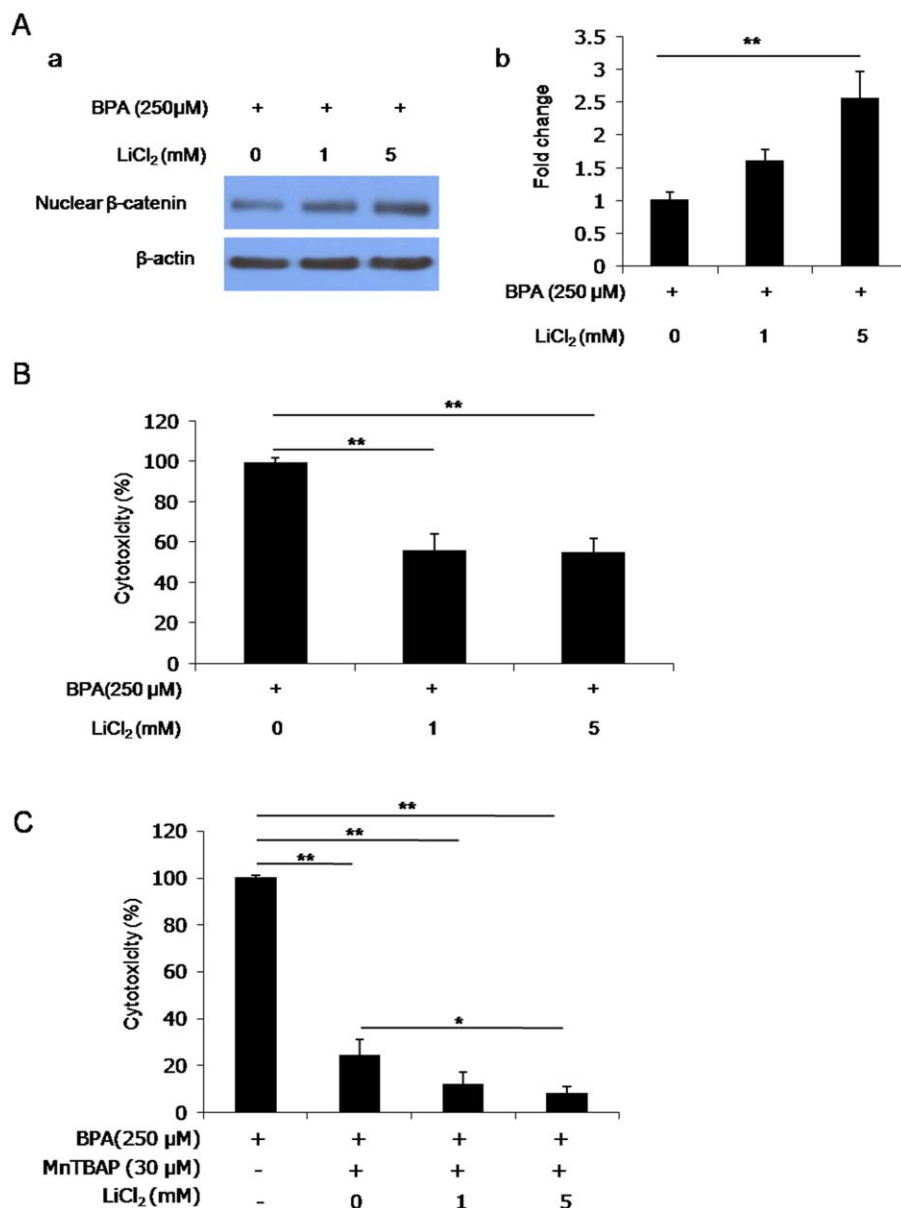 A
a
BPA (250µM) + + +
LiCl₂ (mM) 0 1 5
Nuclear β-catenin
β-actin
b
**
Fold change
3.5
3
2.5
2
1.5
1
0.5
0
BPA (250 µM) + + +
LiCl₂ (mM) 0 1 5
B
**
**
Cytotoxicity (%)
120
100
80
60
40
20
0
BPA(250 µM) + + +
LiCl₂ (mM) 0 1 5
C
**
**
**
*
Cytotoxicity (%)
120
100
80
60
40
20
0
BPA(250 µM) + + + +
MnTBAP (30 µM) - + + +
LiCl₂ (mM) - 0 1 5